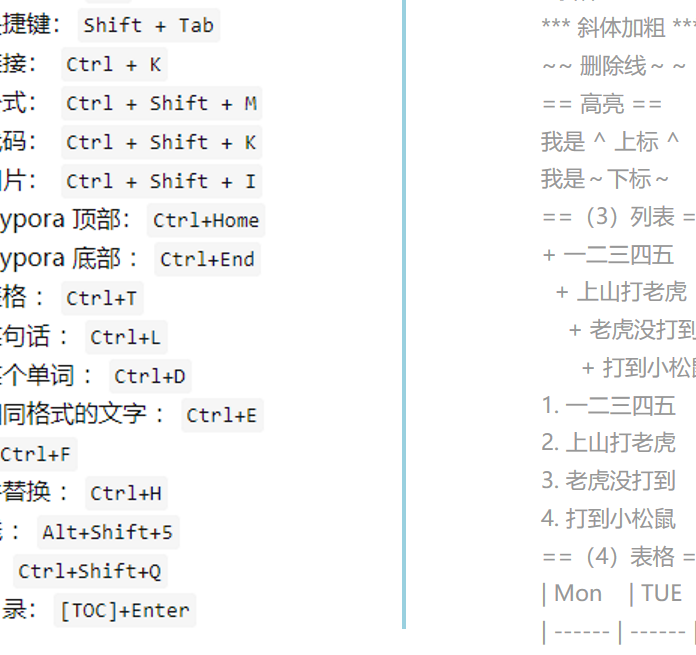 捷键： Shift + Tab
接： Ctrl + K
式： Ctrl + Shift + M
码： Ctrl + Shift + K
片： Ctrl + Shift + I
ypora 顶部： Ctrl+Home
ypora 底部 ： Ctrl+End
格 ： Ctrl+T
句话 ： Ctrl+L
个单词 ： Ctrl+D
同格式的文字 ： Ctrl+E
Ctrl+F
替换 ： Ctrl+H
： Alt+Shift+5
Ctrl+Shift+Q
录： [TOC]+Enter
*** 斜体加粗 ***
~~ 删除线~ ~
== 高亮 ==
我是 ^ 上标 ^
我是~下标~
==（3）列表 =
+ 一二三四五
+ 上山打老虎
+ 老虎没打到
+ 打到小松
1. 一二三四五
2. 上山打老虎
3. 老虎没打到
4. 打到小松鼠
==（4）表格 =
| Mon | TUE
| ------ | ------ |